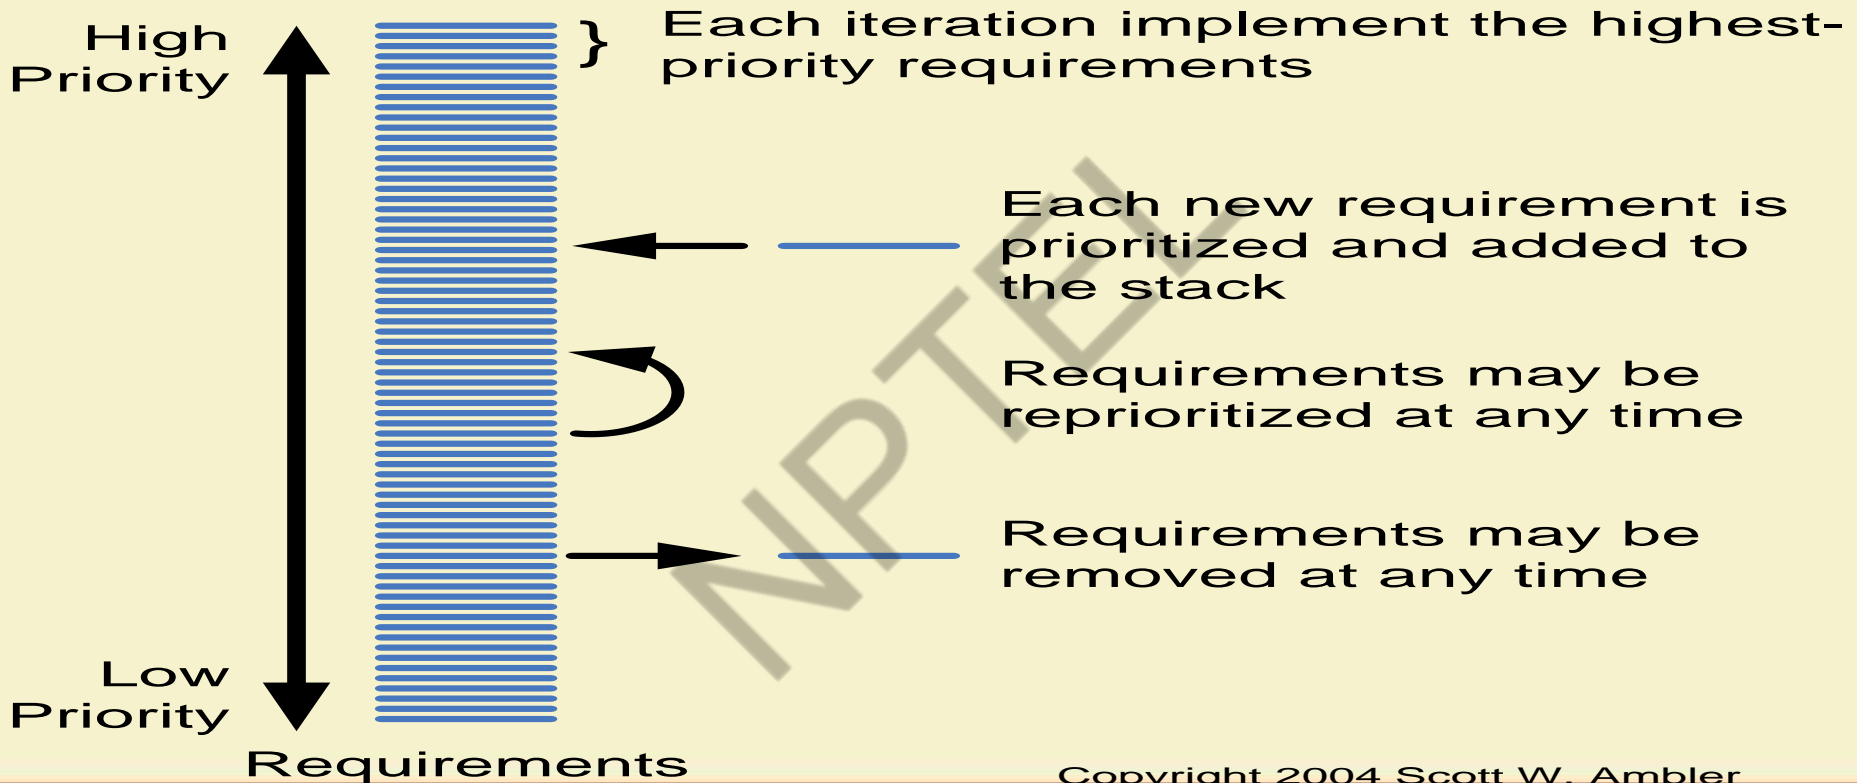 High
Priority
}
Each iteration implement the highest-
priority requirements
Each new requirement is
prioritized and added to
the stack
Requirements may be
reprioritized at any time
Requirements may be
removed at any time
Low
Priority
Requirements
Copyright 2004 Scott W. Ambler
NPTEL